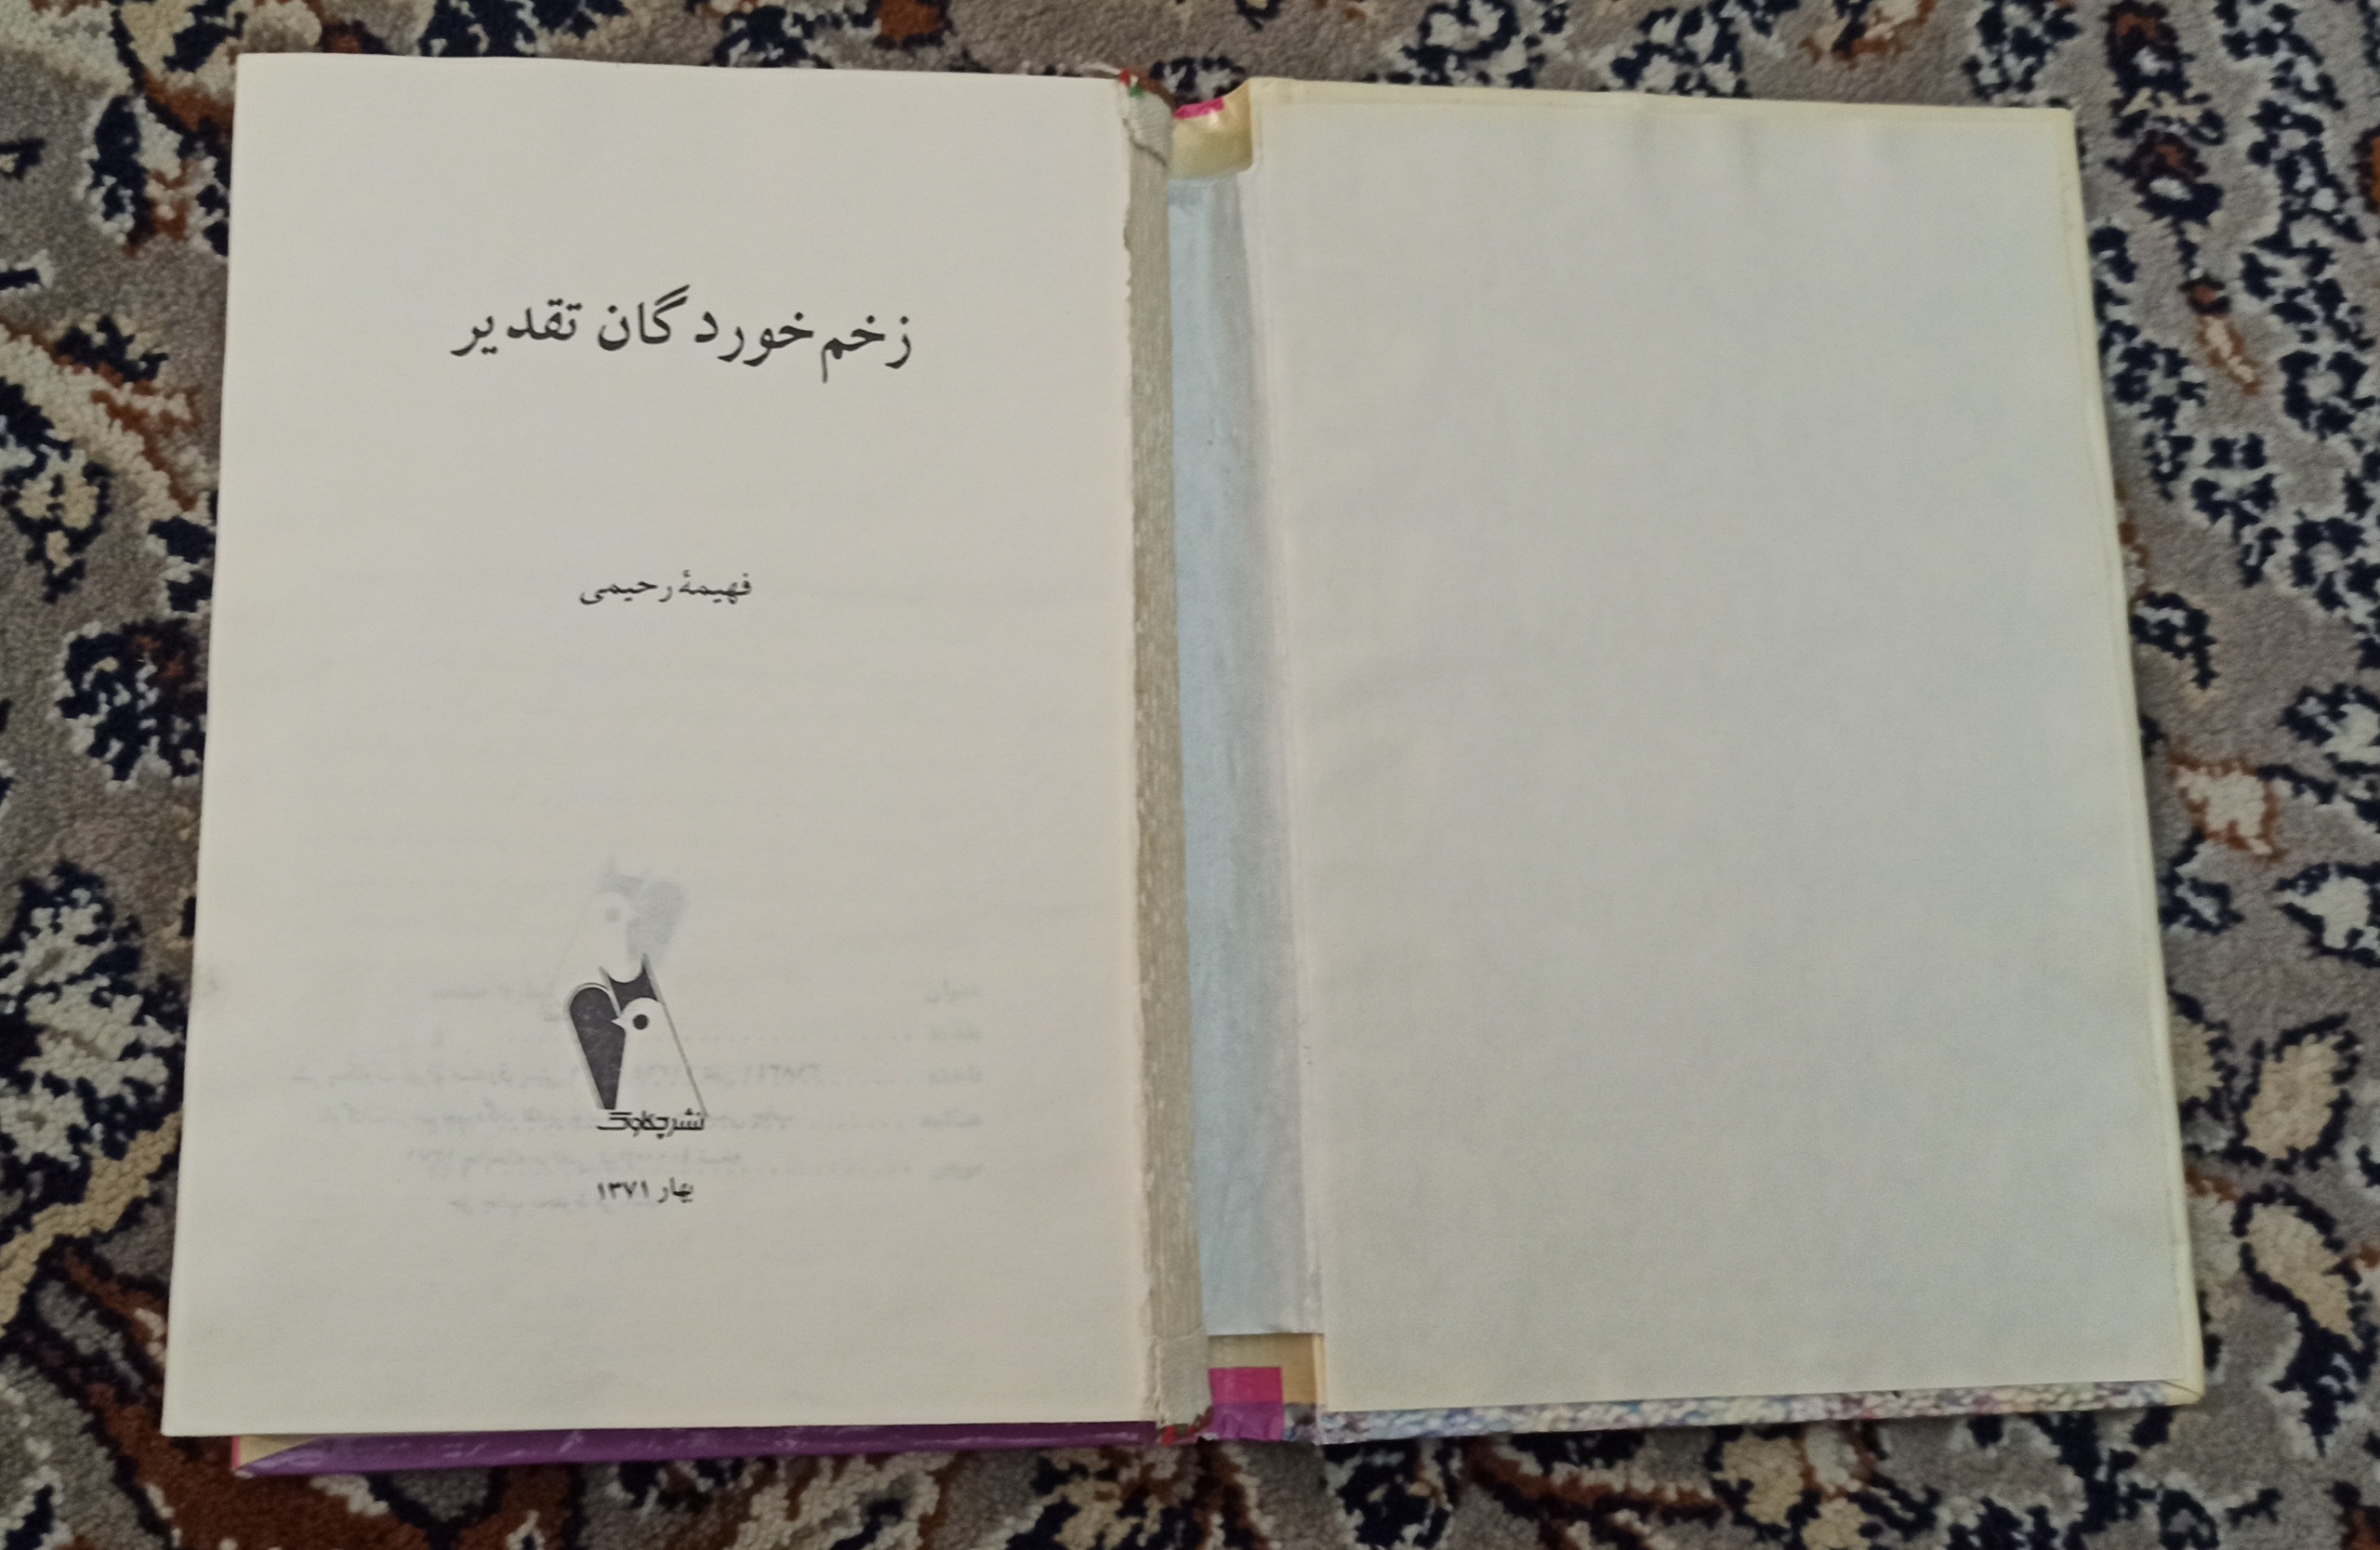 زخم‌خوردگان تقدیر
فهیمهٔ رحیمی
نشر چکاوک
بهار ۱۳۷۱